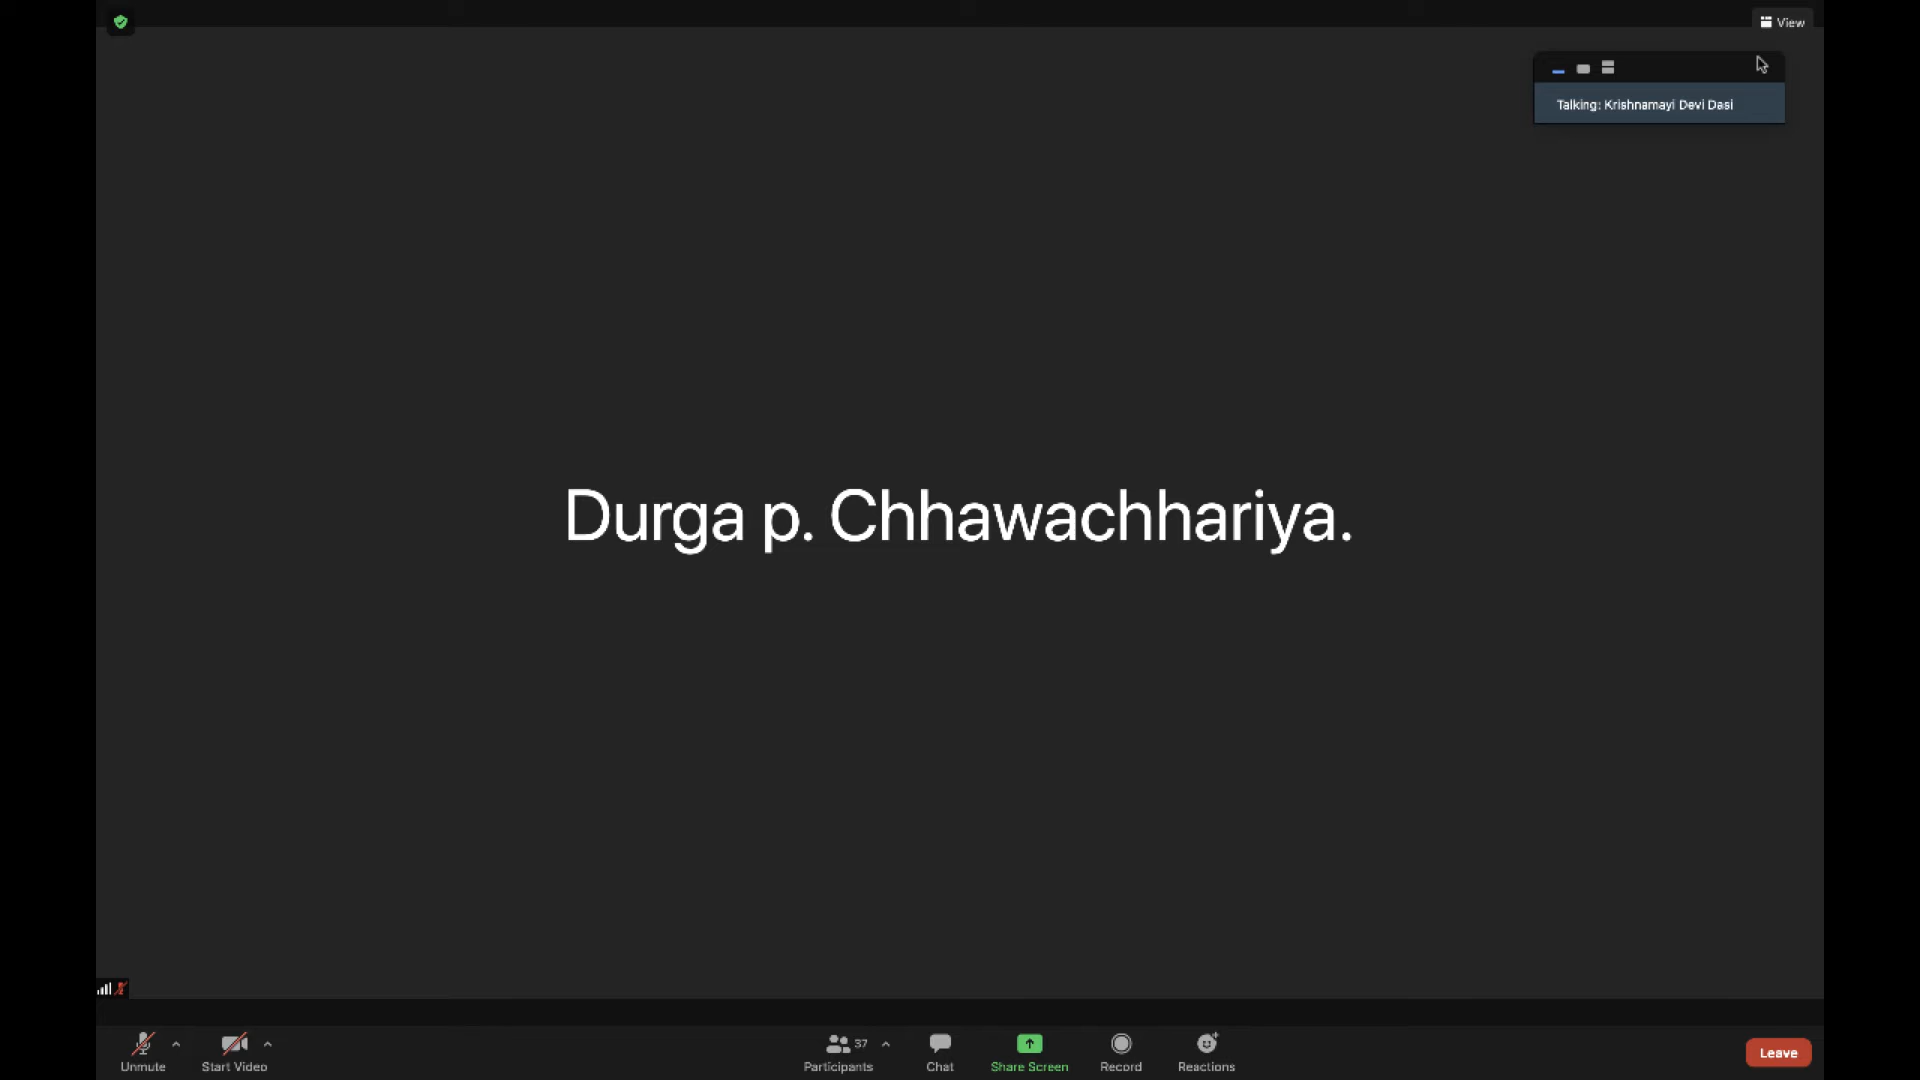 View
Talking: Krishnamayi Devi Dasi
Durga p. Chhawachhariya.
Unmute
Start Video
37
Participants
Chat
Share Screen
Record
Reactions
Leave